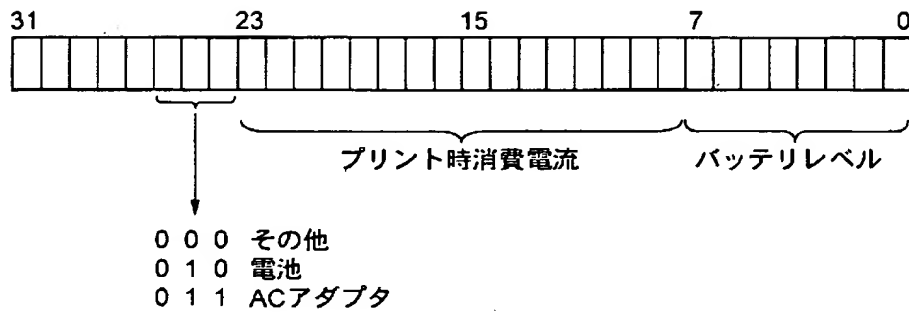 31 23 15 7 0
プリント時消費電流 バッテリレベル
0 0 0 その他
0 1 0 電池
0 1 1 ACアダプタ